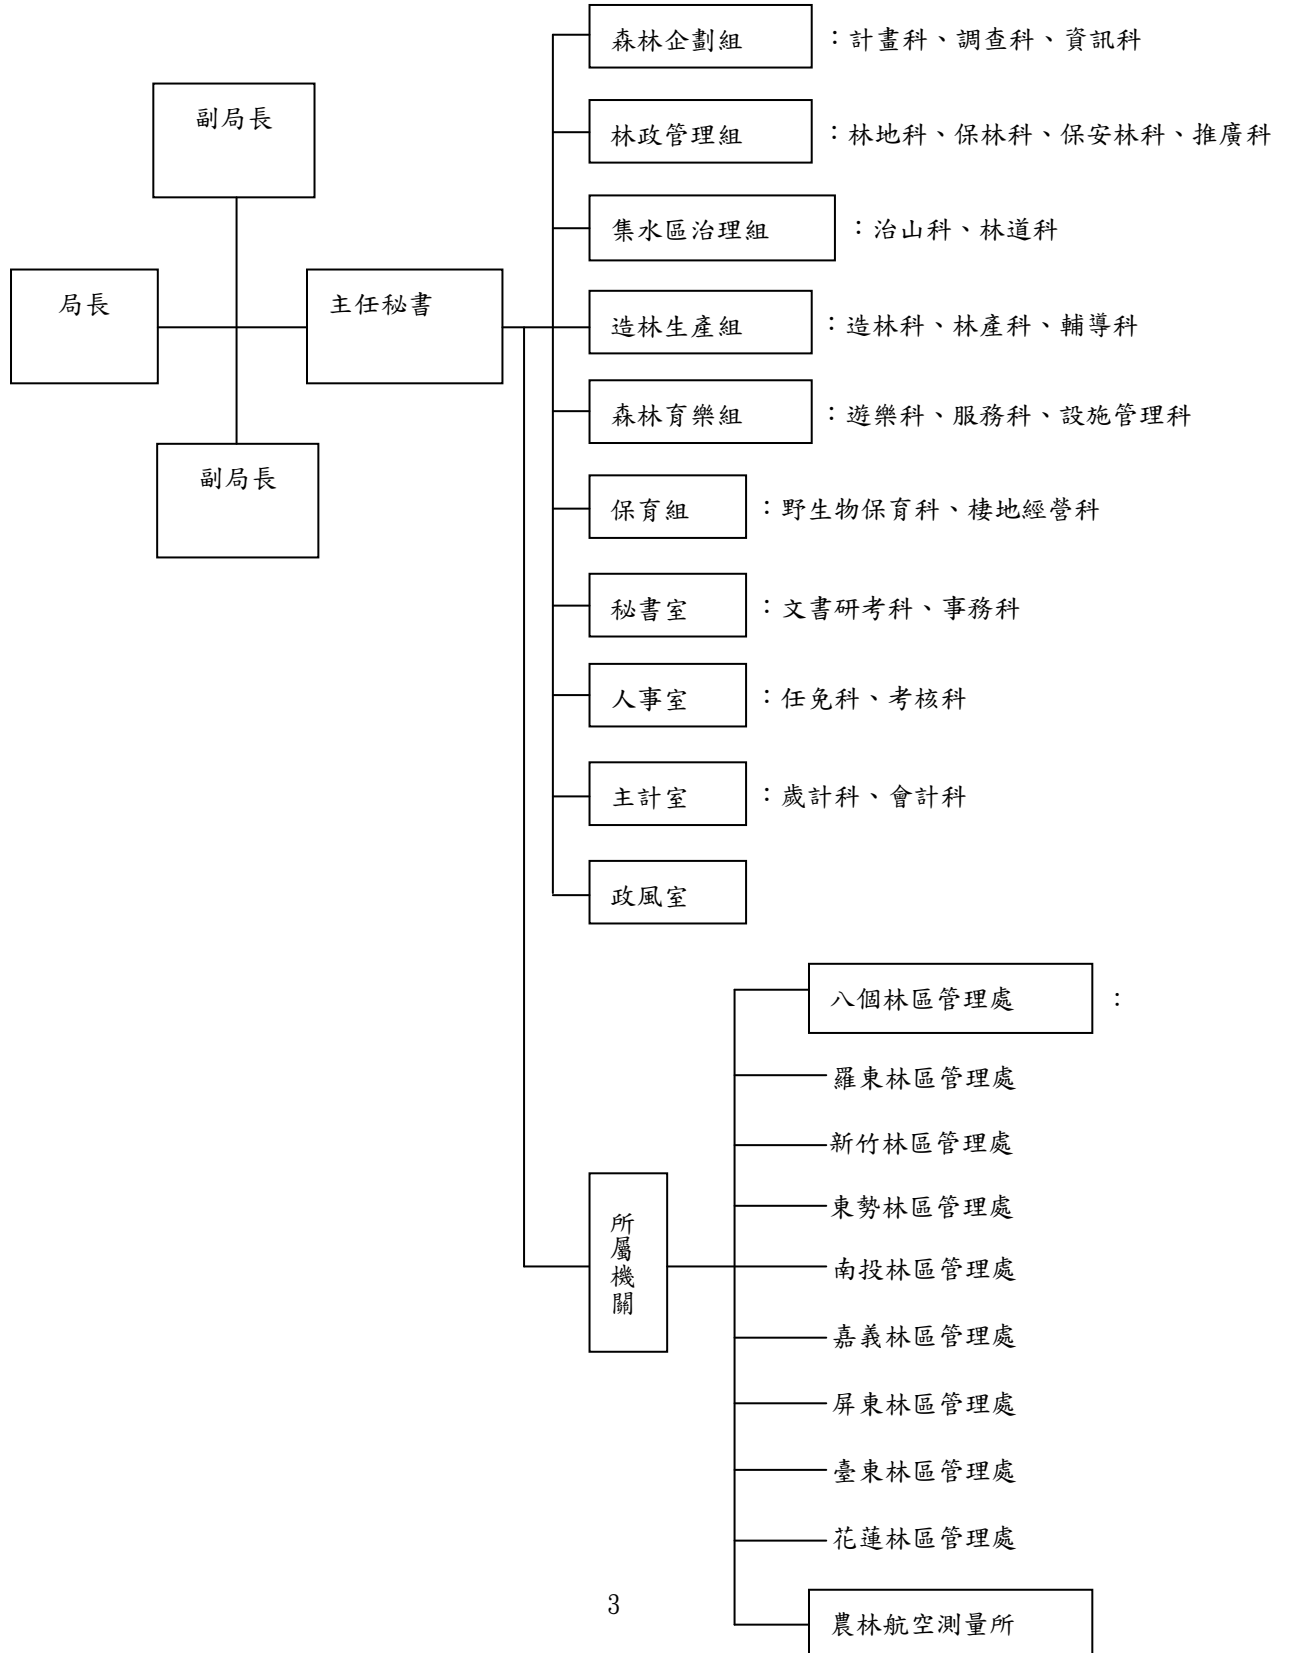 森林企劃組：計畫科、調查科、資訊科
副局長
林政管理組：林地科、保林科、保安林科、推廣科
集水區治理組：治山科、林道科
局長
主任秘書
造林生產組：造林科、林產科、輔導科
森林育樂組：遊樂科、服務科、設施管理科
副局長
保育組：野生物保育科、棲地經營科
秘書室：文書研考科、事務科
人事室：任免科、考核科
主計室：歲計科、會計科
政風室
八個林區管理處：
羅東林區管理處
新竹林區管理處
東勢林區管理處
所屬機關
南投林區管理處
嘉義林區管理處
屏東林區管理處
臺東林區管理處
花蓮林區管理處
農林航空測量所
3